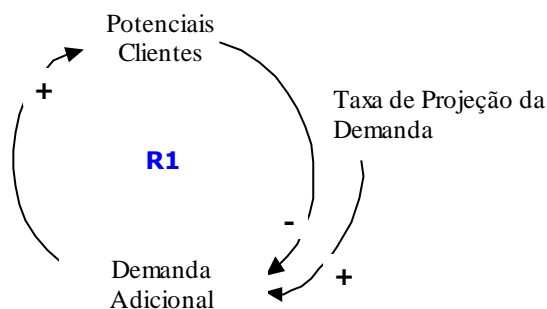 Potenciais
Clientes
+
Taxa de Projeção da
Demanda
R1
-
Demanda
Adicional
+